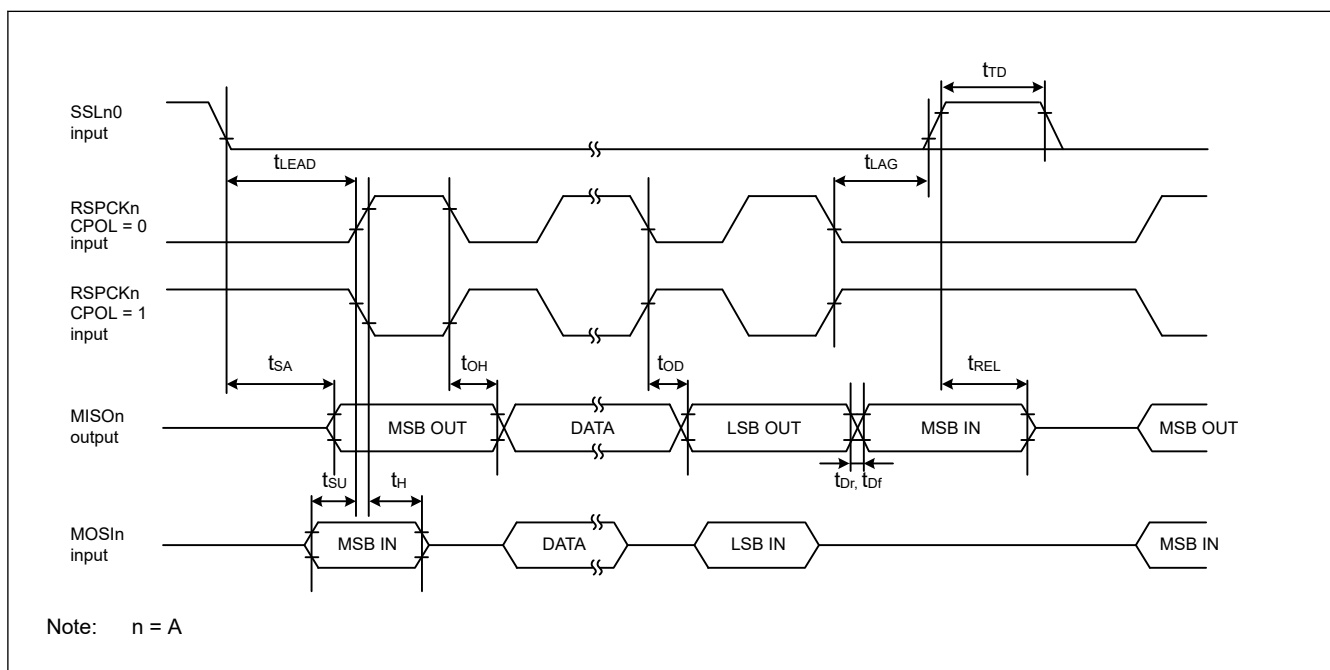 tTD
SSLn0
input
tLEAD
tLAG
RSPCKn
CPOL = 0
input
RSPCKn
CPOL = 1
input
tSA
tOH
tOD
tREL
MISOn
output
MSB OUT
DATA
LSB OUT
MSB IN
MSB OUT
tSU
tH
tDr, tDf
MOSIn
input
MSB IN
DATA
LSB IN
MSB IN
Note: n = A